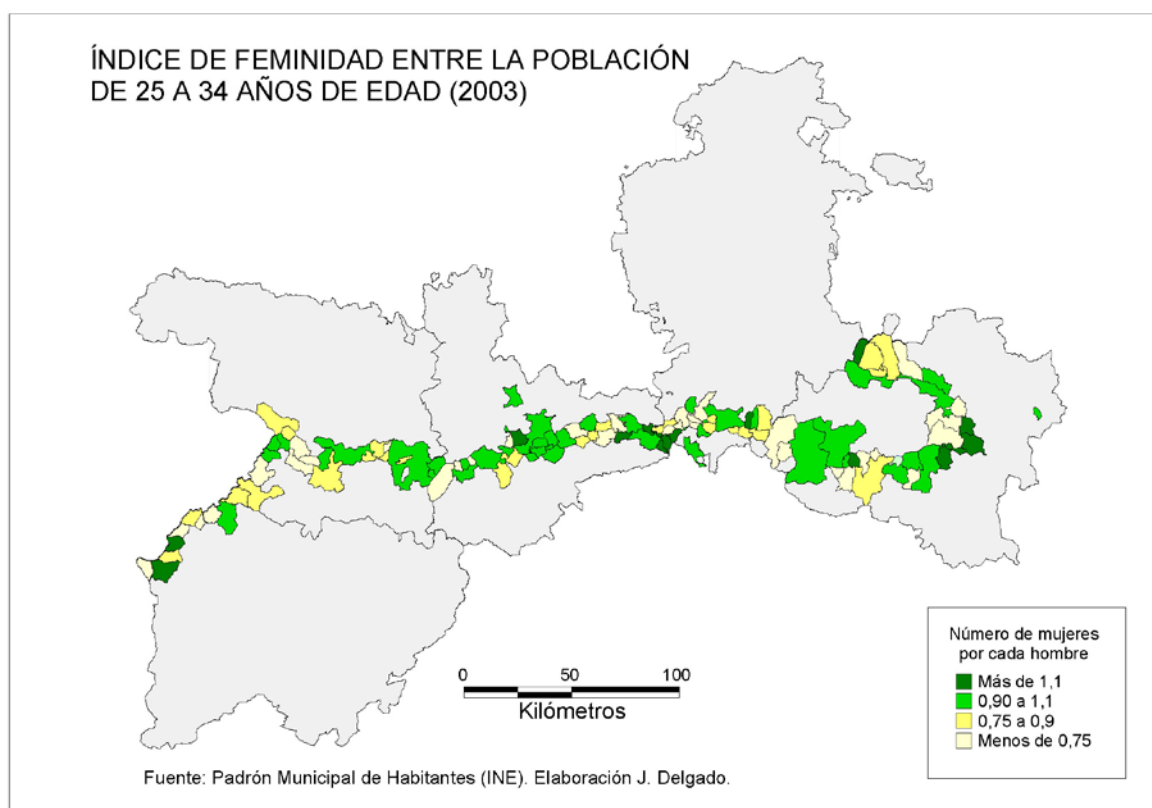 ÍNDICE DE FEMINIDAD ENTRE LA POBLACIÓN
DE 25 A 34 AÑOS DE EDAD (2003)
0 50 100
Kilómetros
Número de mujeres
por cada hombre
Más de 1,1
0,90 a 1,1
0,75 a 0,9
Menos de 0,75
Fuente: Padrón Municipal de Habitantes (INE). Elaboración J. Delgado.